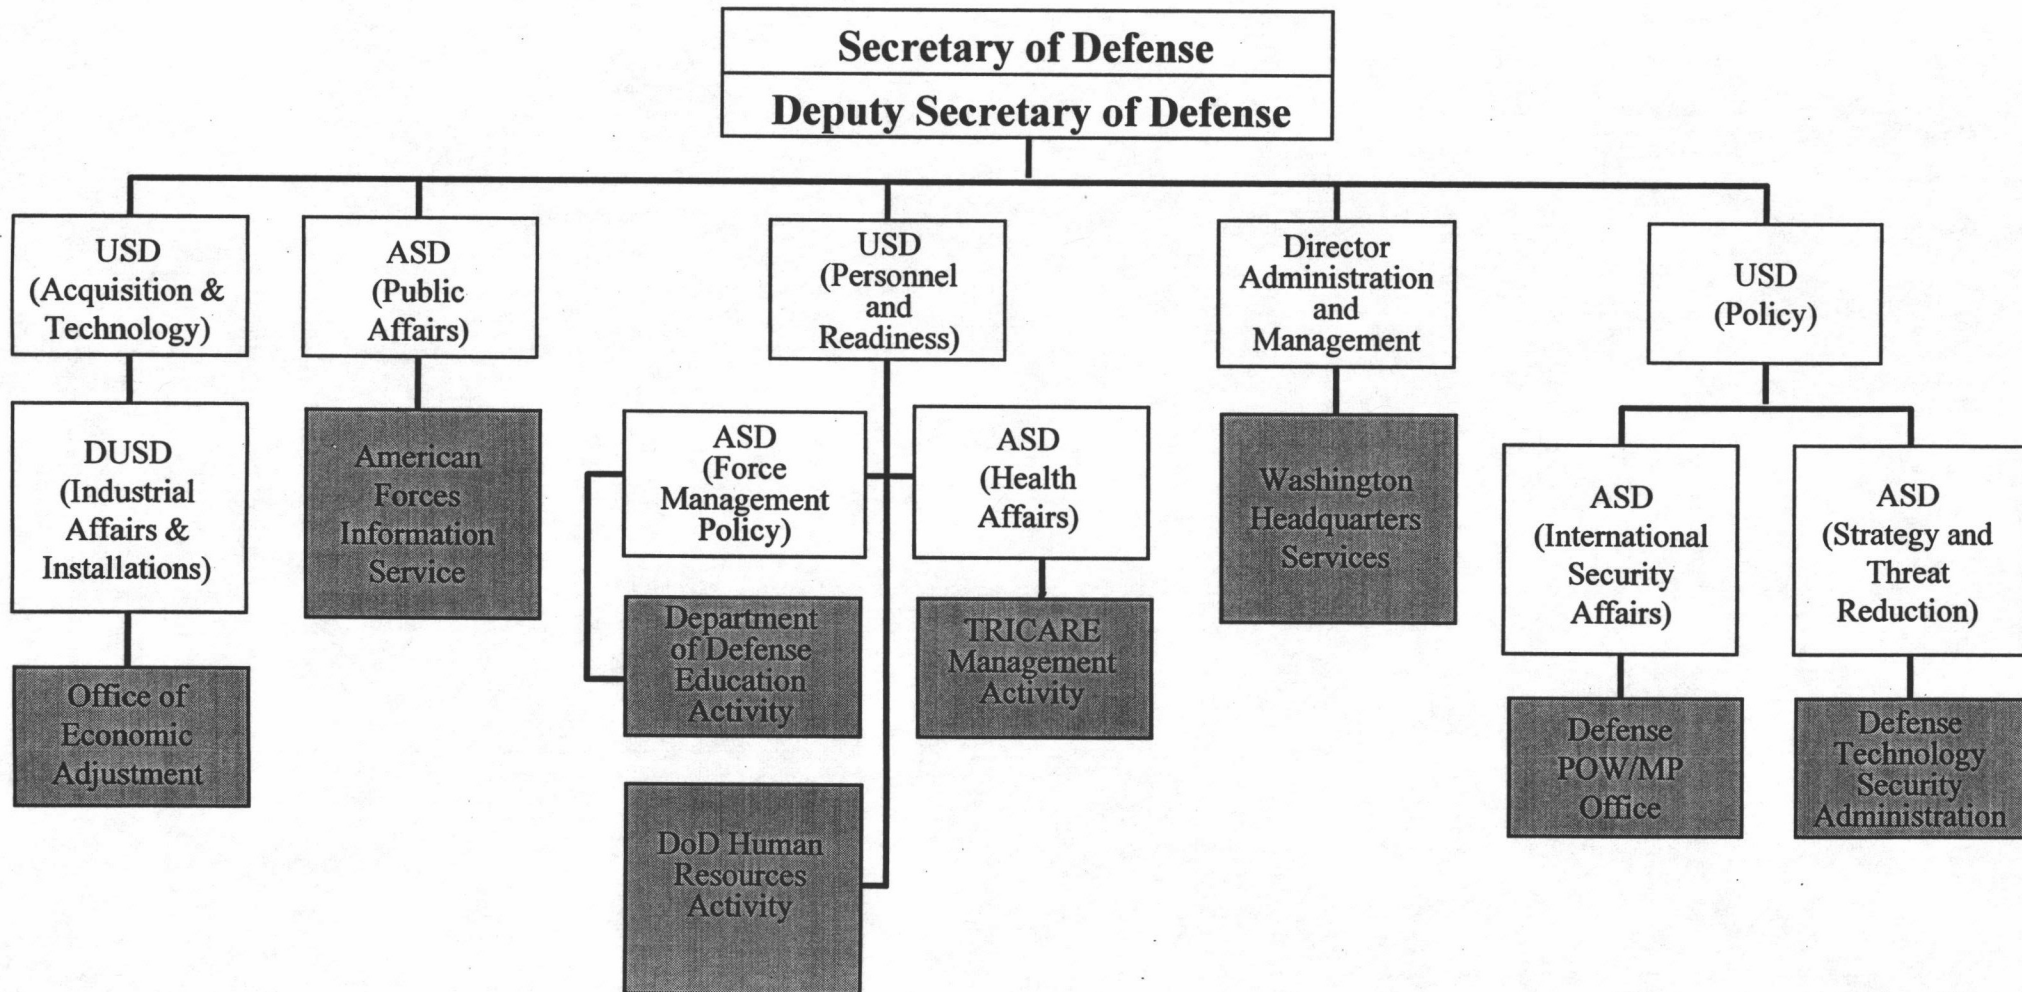 Secretary of Defense
Deputy Secretary of Defense
USD
(Acquisition &
Technology)
ASD
(Public
Affairs)
USD
(Personnel
and
Readiness)
Director
Administration
and
Management
USD
(Policy)
DUSD
(Industrial
Affairs &
Installations)
American
Forces
Information
Service
ASD
(Force
Management
Policy)
ASD
(Health
Affairs)
Washington
Headquarters
Services
ASD
(International
Security
Affairs)
ASD
(Strategy and
Threat
Reduction)
Office of
Economic
Adjustment
Department
of Defense
Education
Activity
TRICARE
Management
Activity
Defense
POW/MP
Office
Defense
Technology
Security
Administration
DoD Human
Resources
Activity